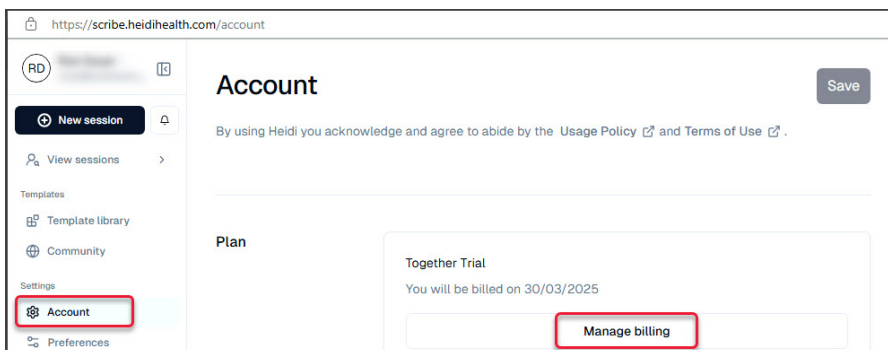 https://scribe.heidihealth.com/account
RD
Account
Save
New session
By using Heidi you acknowledge and agree to abide by the Usage Policy and Terms of Use .
View sessions
Templates
Template library
Community
Plan
Together Trial
You will be billed on 30/03/2025
Manage billing
Settings
Account
Preferences